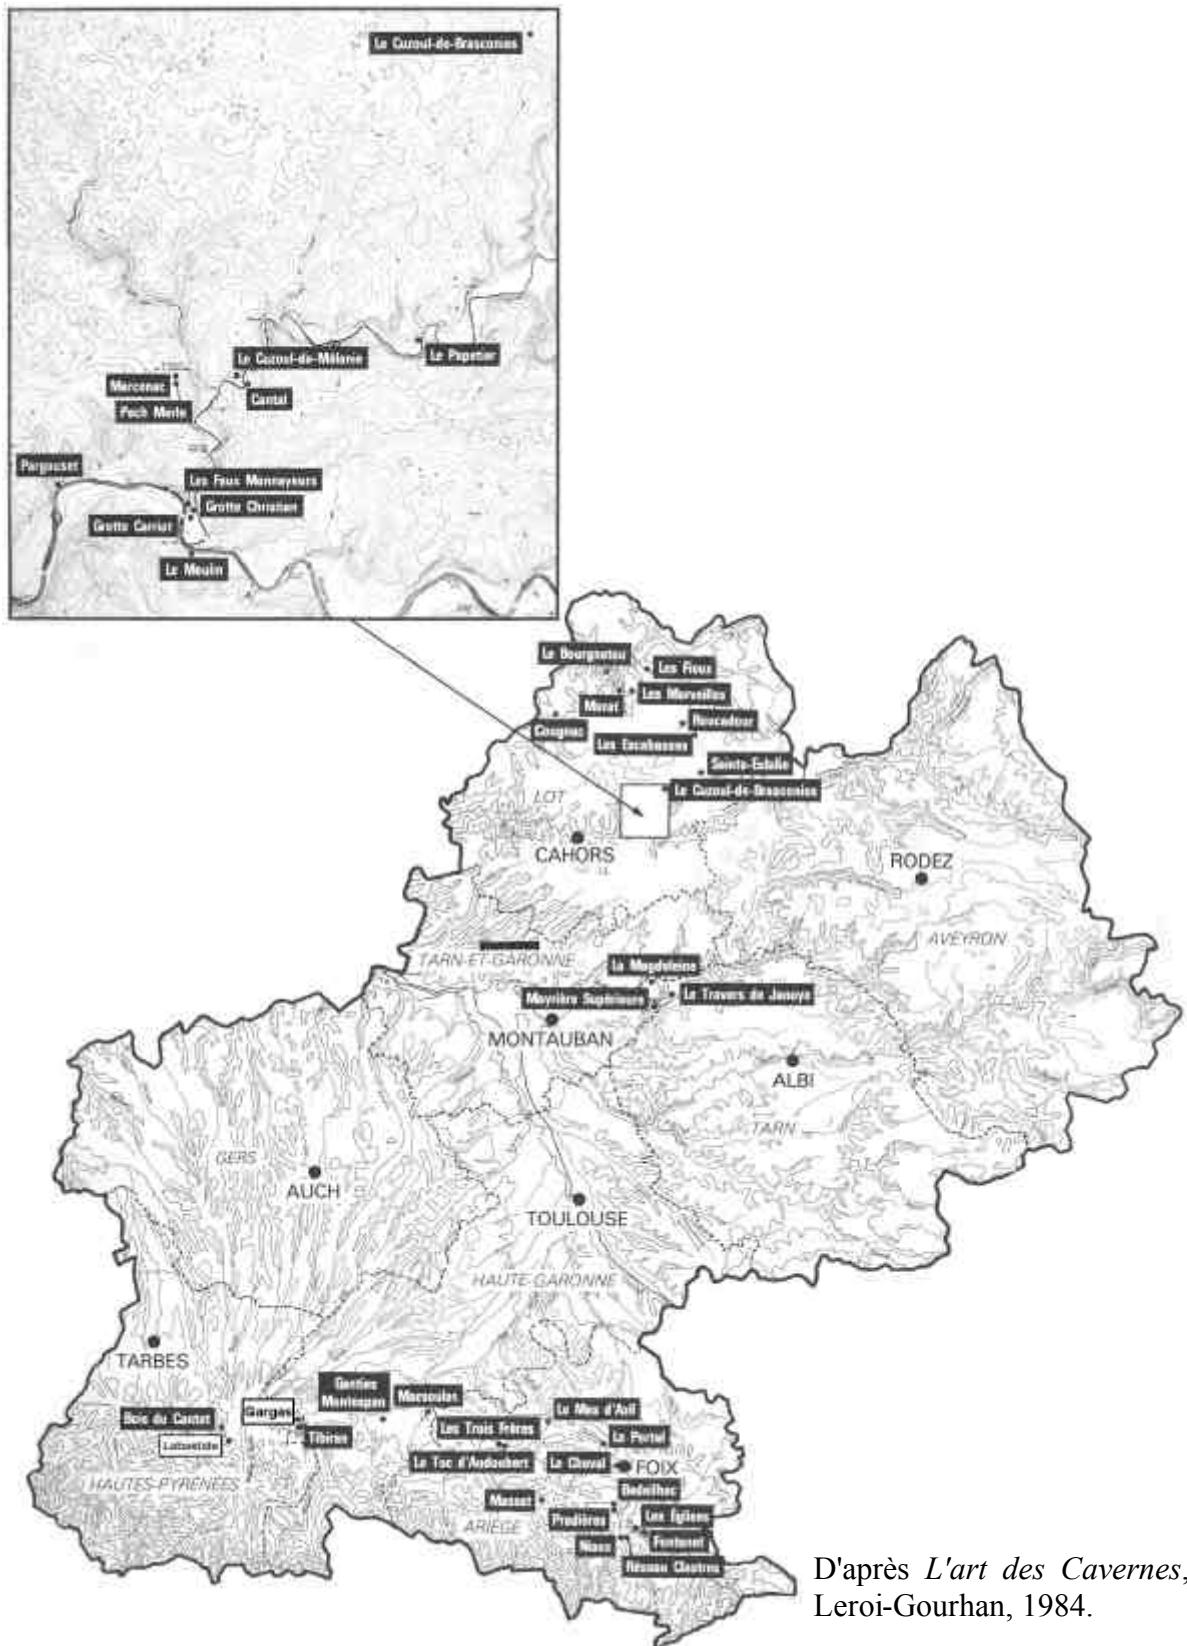 Le Cuzoul-de-Brasconies
Le Cuzoul-de-Mélanie
Le Papetier
Marcenac
Cantal
Pech Merle
Pergouset
Les Faux Monnayeurs
Grotte Christian
Grotte Carriot
Le Moulin
Le Bourgnetou
Les Fieux
Les Merveilles
Murat
Roucadour
Cougnac
Les Escabasses
Sainte-Eulalie
Le Cuzoul-de-Brasconies
LOT
CAHORS
RODEZ
AVEYRON
TARN-ET-GARONNE
La Magdeleine
Mayrière Supérieure
Le Travers de Janoye
MONTAUBAN
ALBI
TARN
GERS
AUCH
TOULOUSE
HAUTE-GARONNE
TARBES
Ganties
Montespan
Marsoulas
Gargas
Bois du Cantet
Tibiran
Labastide
Le Mas d'Azil
Les Trois Frères
Le Portel
Le Tuc d'Audoubert
Le Cheval
FOIX
HAUTES-PYRÉNÉES
Bedeilhac
Massat
Pradières
Les Églises
ARIÈGE
Fontanet
Niaux
Réseau Clastres
D'après L'art des Cavernes,
Leroi-Gourhan, 1984.